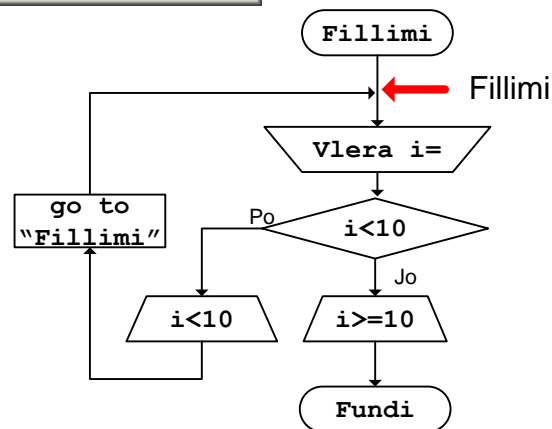 Fillimi
Fillimi
Vlera i=
go to
“Fillimi”
Po
i<10
Jo
i<10
i>=10
Fundi